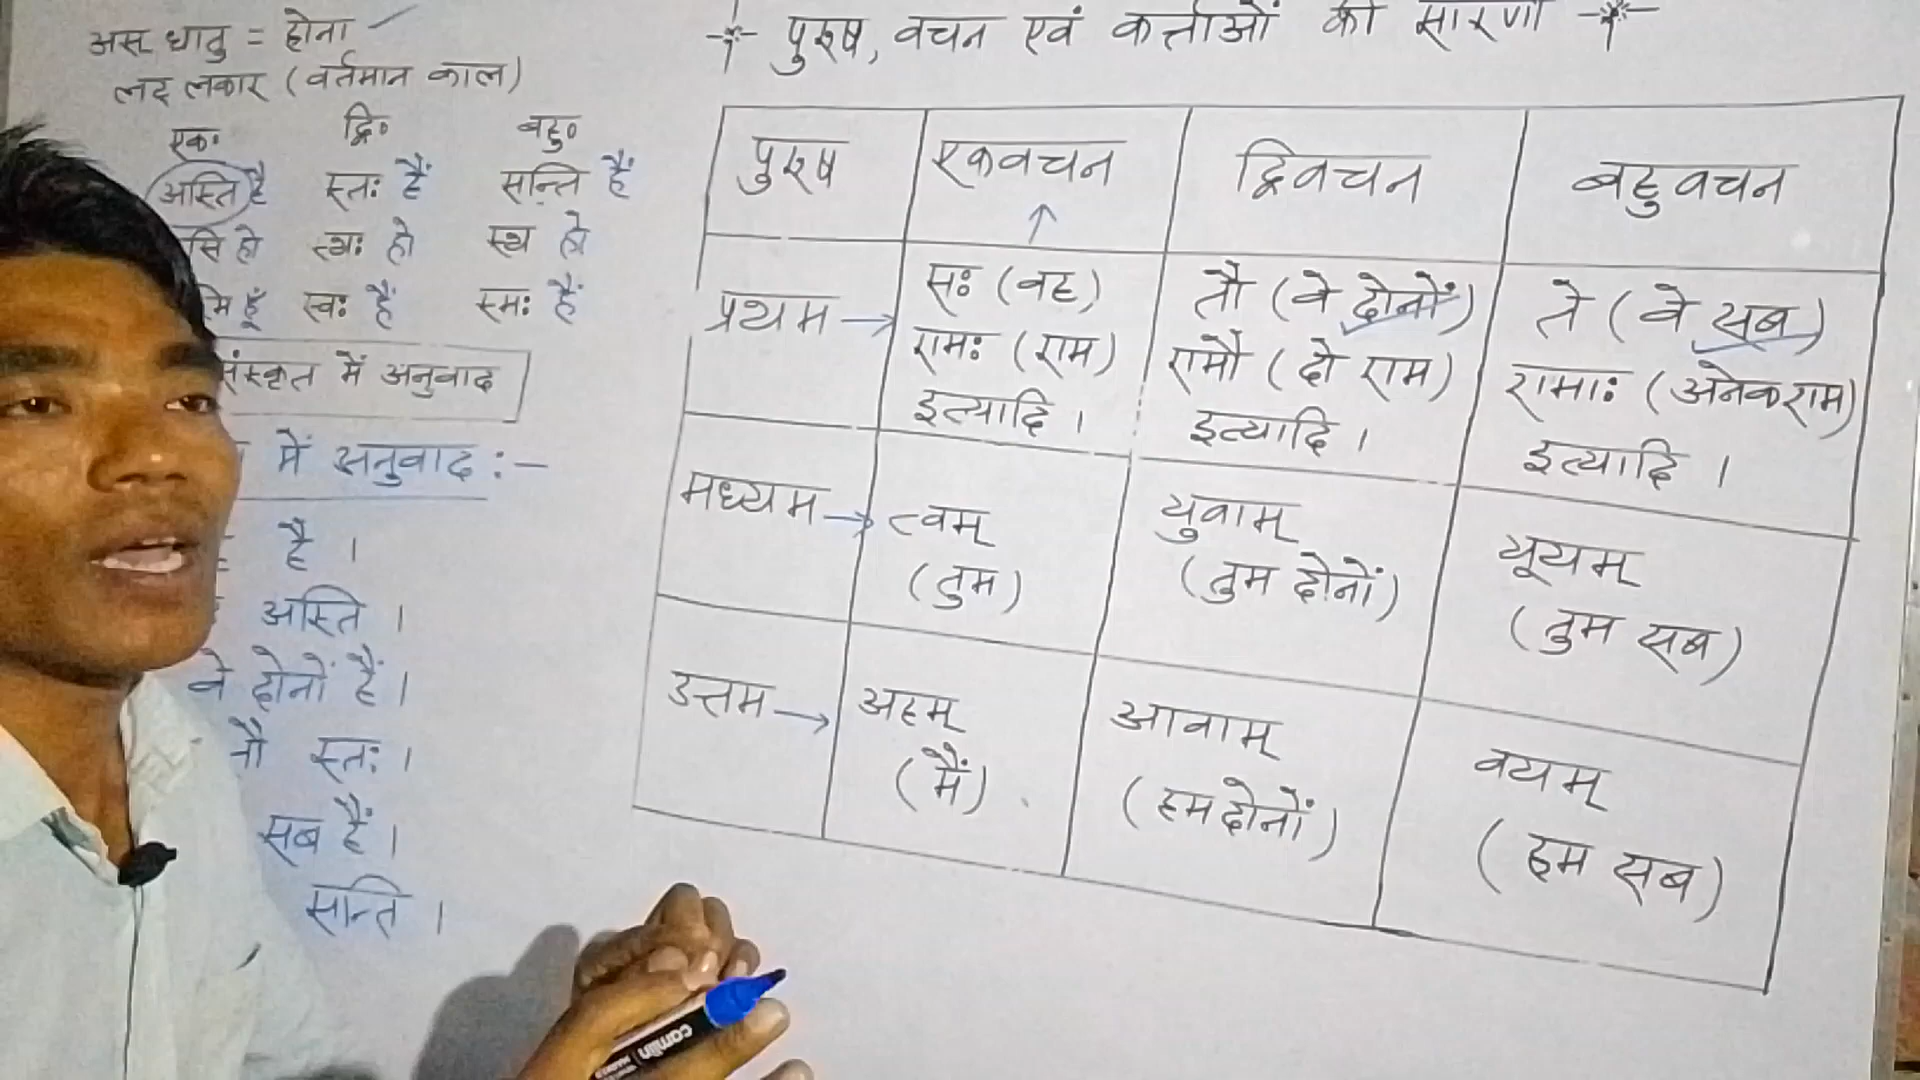 अस् धातु = होना
लट् लकार (वर्तमान काल)
एक० द्वि० बहु०
अस्ति है स्तः हैं सन्ति हैं
सि हो स्थः हो स्थ हो
मि हूँ स्वः हैं स्मः हैं
संस्कृत में अनुवाद
में अनुवाद :-
है ।
अस्ति ।
वे दोनों हैं ।
तौ स्तः ।
सब हैं ।
सन्ति ।
पुरुष, वचन एवं कर्त्ताओं की सारणी
पुरुष एकवचन द्विवचन बहुवचन
प्रथम → सः (वह) तौ (वे दोनों) ते (वे सब)
रामः (राम) रामौ (दो राम) रामाः (अनेक राम)
इत्यादि । इत्यादि । इत्यादि ।
मध्यम → त्वम् युवाम् यूयम्
(तुम) (तुम दोनों) (तुम सब)
उत्तम → अहम् आवाम् वयम्
(मैं) (हम दोनों) (हम सब)
camlin